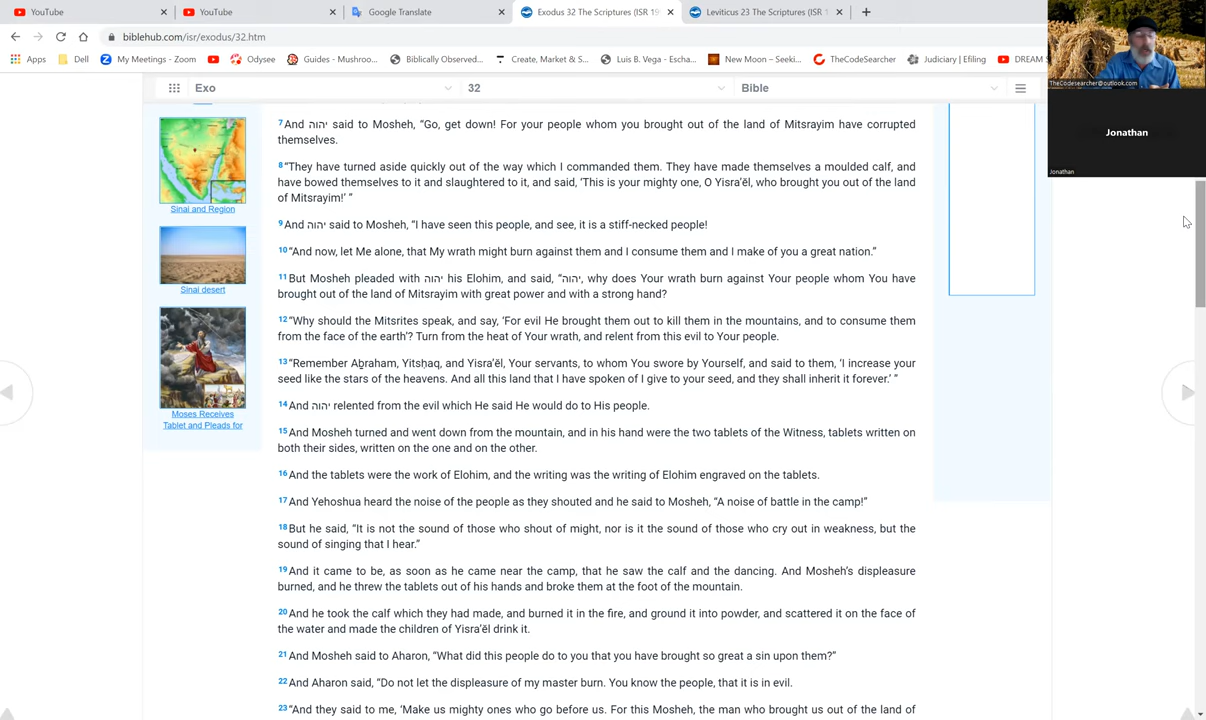 YouTube × YouTube × Google Translate × Exodus 32 The Scriptures (ISR 19 × Leviticus 23 The Scriptures (ISR 1 × +
biblehub.com/isr/exodus/32.htm
Apps Dell My Meetings - Zoom Odysee Guides - Mushroo... Biblically Observed... Create, Market & S... Luis B. Vega - Escha... New Moon – Seeki... TheCodeSearcher Judiciary | Efiling DREAM S
TheCodesearcher@outlook.com
Exo 32 Bible
Jonathan
Jonathan
Sinai and Region
Sinai desert
Moses Receives
Tablet and Pleads for
7And יהוה said to Mosheh, “Go, get down! For your people whom you brought out of the land of Mitsrayim have corrupted
themselves.
8“They have turned aside quickly out of the way which I commanded them. They have made themselves a moulded calf, and
have bowed themselves to it and slaughtered to it, and said, ‘This is your mighty one, O Yisra’ĕl, who brought you out of the land
of Mitsrayim!’ ”
9And יהוה said to Mosheh, “I have seen this people, and see, it is a stiff-necked people!
10“And now, let Me alone, that My wrath might burn against them and I consume them and I make of you a great nation.”
11But Mosheh pleaded with יהוה his Elohim, and said, “יהוה, why does Your wrath burn against Your people whom You have
brought out of the land of Mitsrayim with great power and with a strong hand?
12“Why should the Mitsrites speak, and say, ‘For evil He brought them out to kill them in the mountains, and to consume them
from the face of the earth’? Turn from the heat of Your wrath, and relent from this evil to Your people.
13“Remember Aḇraham, Yitsḥaq, and Yisra’ĕl, Your servants, to whom You swore by Yourself, and said to them, ‘I increase your
seed like the stars of the heavens. And all this land that I have spoken of I give to your seed, and they shall inherit it forever.’ ”
14And יהוה relented from the evil which He said He would do to His people.
15And Mosheh turned and went down from the mountain, and in his hand were the two tablets of the Witness, tablets written on
both their sides, written on the one and on the other.
16And the tablets were the work of Elohim, and the writing was the writing of Elohim engraved on the tablets.
17And Yehoshua heard the noise of the people as they shouted and he said to Mosheh, “A noise of battle in the camp!”
18But he said, “It is not the sound of those who shout of might, nor is it the sound of those who cry out in weakness, but the
sound of singing that I hear.”
19And it came to be, as soon as he came near the camp, that he saw the calf and the dancing. And Mosheh’s displeasure
burned, and he threw the tablets out of his hands and broke them at the foot of the mountain.
20And he took the calf which they had made, and burned it in the fire, and ground it into powder, and scattered it on the face of
the water and made the children of Yisra’ĕl drink it.
21And Mosheh said to Aharon, “What did this people do to you that you have brought so great a sin upon them?”
22And Aharon said, “Do not let the displeasure of my master burn. You know the people, that it is in evil.
23“And they said to me, ‘Make us mighty ones who go before us. For this Mosheh, the man who brought us out of the land of